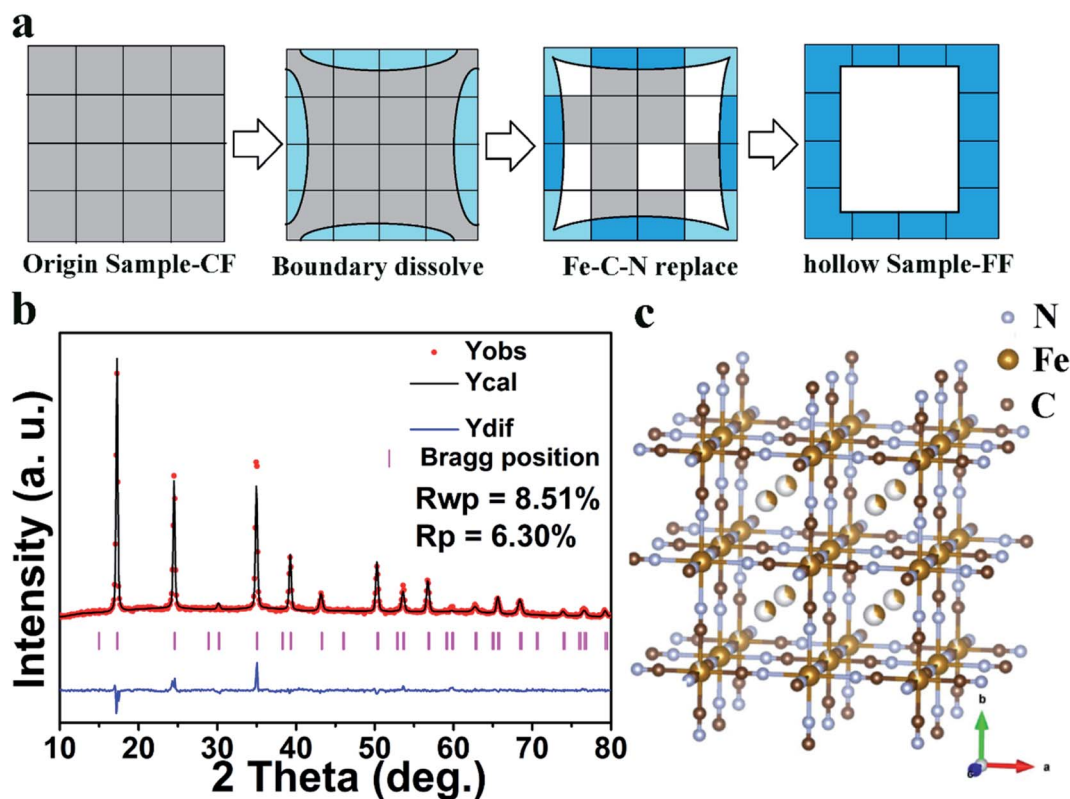 a
Origin Sample-CF
Boundary dissolve
Fe-C-N replace
hollow Sample-FF
b
Intensity (a. u.)
Yobs
Ycal
Ydif
Bragg position
Rwp = 8.51%
Rp = 6.30%
10 20 30 40 50 60 70 80
2 Theta (deg.)
c
N
Fe
C
b
a
c